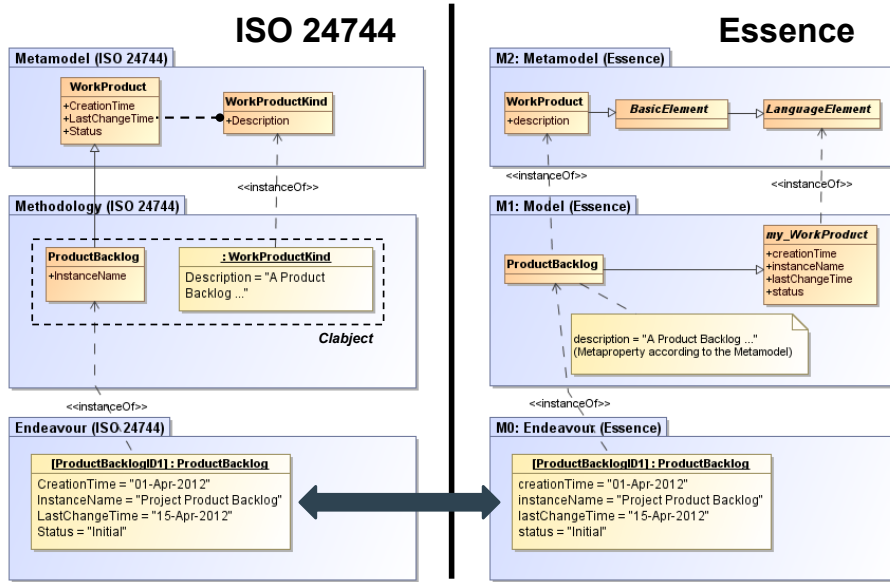 ISO 24744
Metamodel (ISO 24744)
WorkProduct
+CreationTime
+LastChangeTime
+Status
WorkProductKind
+Description
<<instanceOf>>
Methodology (ISO 24744)
ProductBacklog
+InstanceName
: WorkProductKind
Description = "A Product
Backlog ..."
Clabject
<<instanceOf>>
Endeavour (ISO 24744)
[ProductBacklogID1] : ProductBacklog
CreationTime = "01-Apr-2012"
InstanceName = "Project Product Backlog"
LastChangeTime = "15-Apr-2012"
Status = "Initial"
Essence
M2: Metamodel (Essence)
WorkProduct
+description
BasicElement
LanguageElement
<<instanceOf>>
<<instanceOf>>
M1: Model (Essence)
ProductBacklog
my_WorkProduct
+creationTime
+instanceName
+lastChangeTime
+status
description = "A Product Backlog ..."
(Metaproperty according to the Metamodel)
<<instanceOf>>
M0: Endeavour (Essence)
[ProductBacklogID1] : ProductBacklog
creationTime = "01-Apr-2012"
instanceName = "Project Product Backlog"
lastChangeTime = "15-Apr-2012"
status = "Initial"